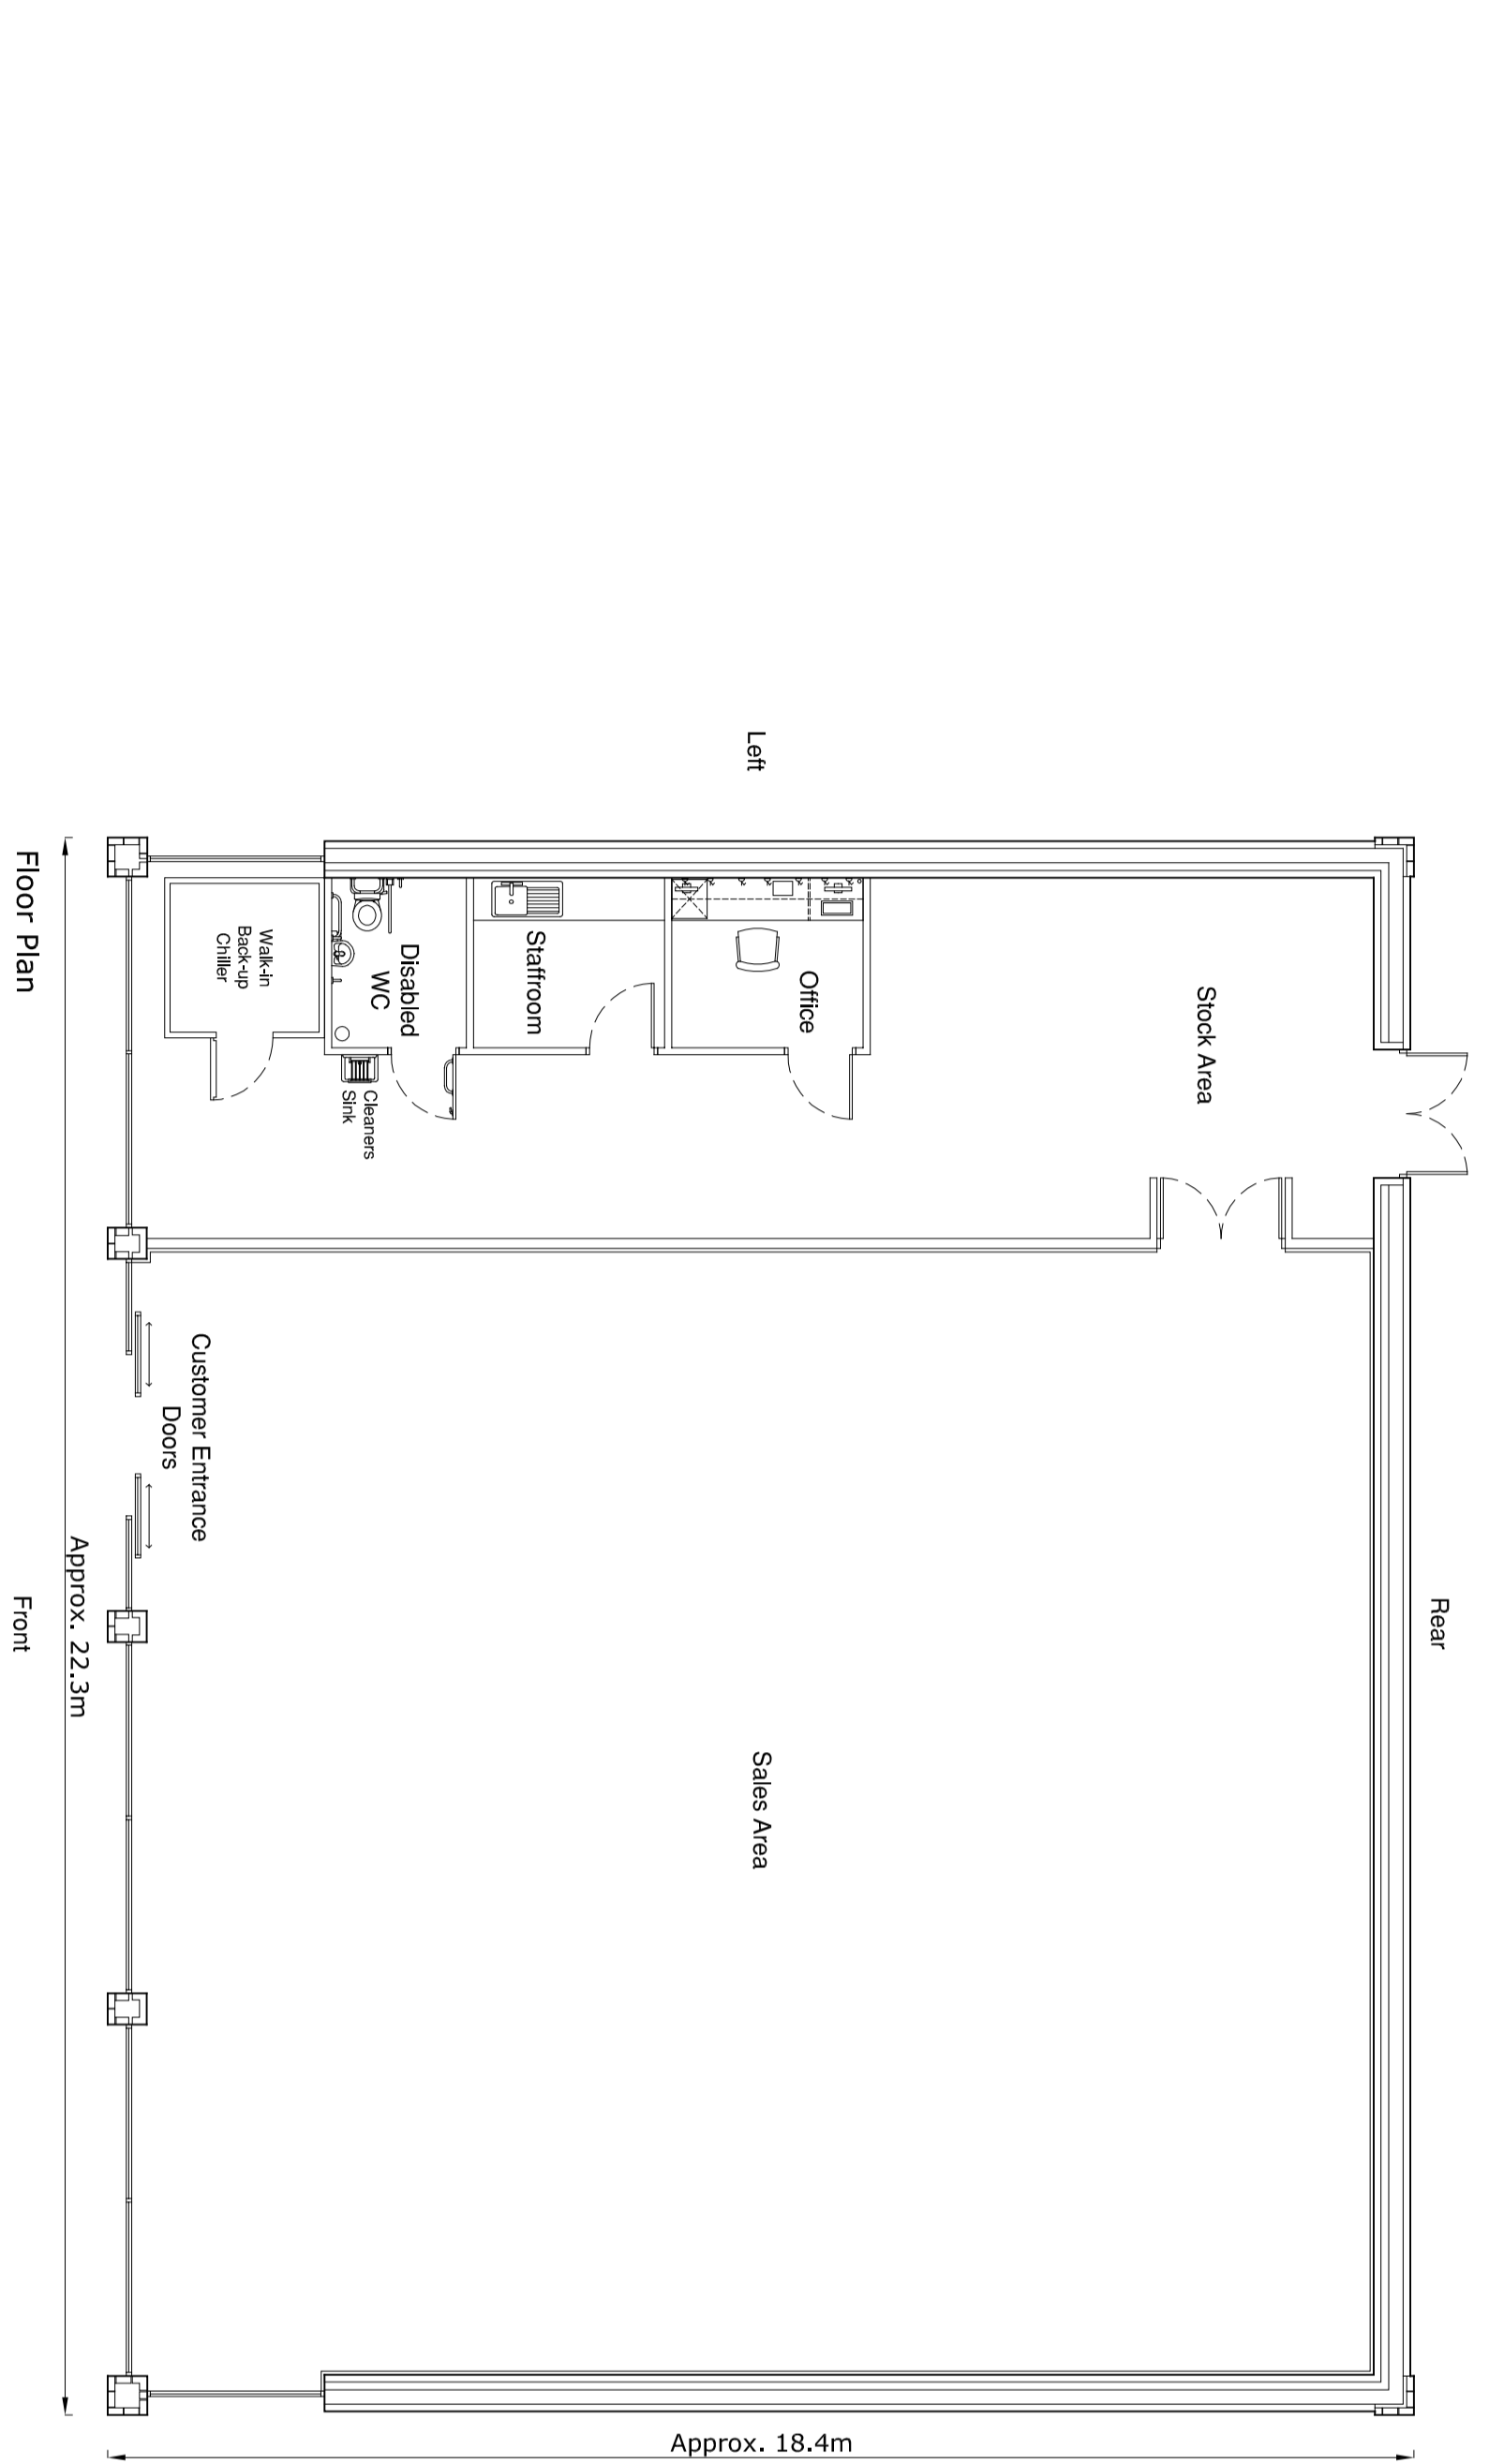 Rear
Left
Stock Area
Office
Sales Area
Staffroom
Disabled
WC
Cleaners
Sink
Walk-in
Back-up
Chiller
Customer Entrance
Doors
Approx. 22.3m
Approx. 18.4m
Floor Plan
Front